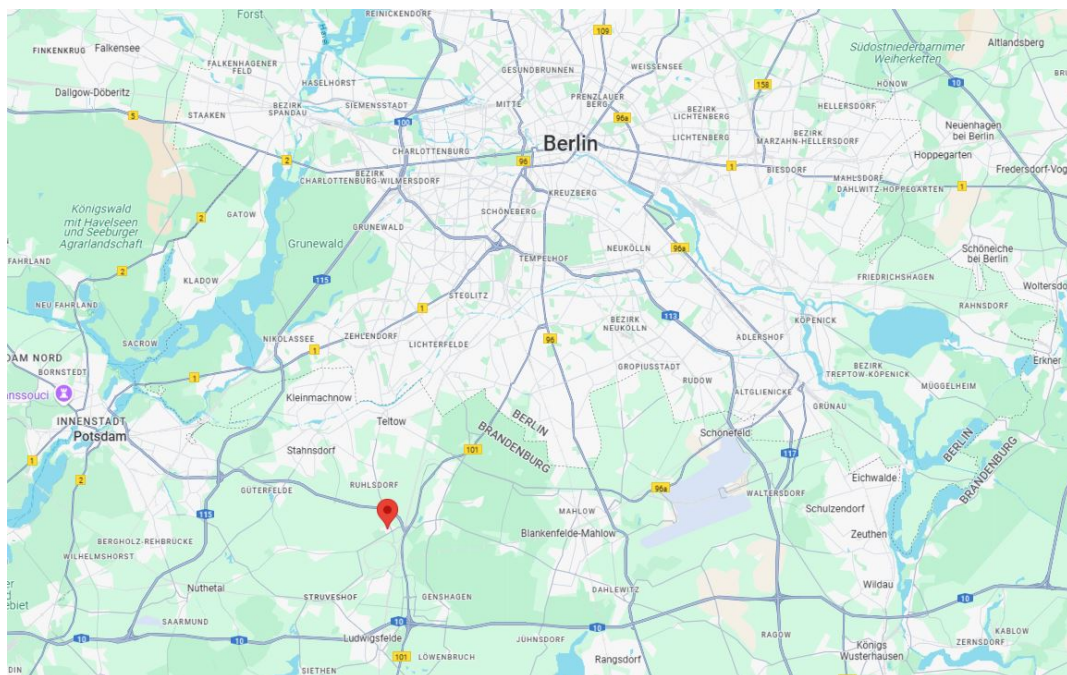 Forst
REINICKENDORF
109
FINKENKRUG
Falkensee
FALKENHAGENER
FELD
HASELHORST
GESUNDBRUNNEN
WEISSENSEE
Südostniederbarnimer
Weiherketten
Altlandsberg
HÖNOW
10
Dallgow-Döberitz
STAAKEN
BEZIRK
SPANDAU
SIEMENSSTADT
MITTE
PRENZLAUER
BERG
158
HELLERSDORF
5
100
96a
BEZIRK
LICHTENBERG
LICHTENBERG
BEZIRK
MARZAHN-HELLERSDORF
Neuenhagen
bei Berlin
Berlin
2
CHARLOTTENBURG
96
1
BIESDORF
Hoppegarten
Fredersdorf-Vog
BEZIRK
CHARLOTTENBURG-WILMERSDORF
MAHLSDORF
DAHLWITZ-HOPPEGARTEN
1
KREUZBERG
Königswald
mit Havelseen
und Seeburger
Agrarlandschaft
2
GATOW
SCHÖNEBERG
GRUNEWALD
Grunewald
NEUKÖLLN
96a
Schöneiche
bei Berlin
FAHRLAND
2
TEMPELHOF
KLADOW
115
FRIEDRICHSHAGEN
Woltersdo
NEU FAHRLAND
STEGLITZ
1
113
BEZIRK
NEUKÖLLN
RAHNSDORF
KÖPENICK
SACROW
NIKOLASSEE
ZEHLENDORF
96
ADLERSHOF
DAM NORD
BORNSTEDT
1
LICHTERFELDE
Erkner
1
GROPIUSSTADT
RUDOW
BEZIRK
TREPTOW-KÖPENICK
MÜGGELHEIM
anssouci
Kleinmachnow
ALTGLIENICKE
GRÜNAU
INNENSTADT
Potsdam
Teltow
BERLIN
BRANDENBURG
Schönefeld
BERLIN
BRANDENBURG
Stahnsdorf
101
117
1
2
GÜTERFELDE
RUHLSDORF
96a
WALTERSDORF
Eichwalde
115
MAHLOW
Schulzendorf
BERGHOLZ-REHBRÜCKE
WILHELMSHORST
Blankenfelde-Mahlow
Zeuthen
Nuthetal
STRUVESHOF
GENSHAGEN
DAHLEWITZ
Wildau
10
SAARMUND
10
10
Ludwigsfelde
10
10
JÜHNSDORF
RAGOW
KABLOW
ZERNSDORF
101
LÖWENBRUCH
SIETHEN
Rangsdorf
Königs
Wusterhausen